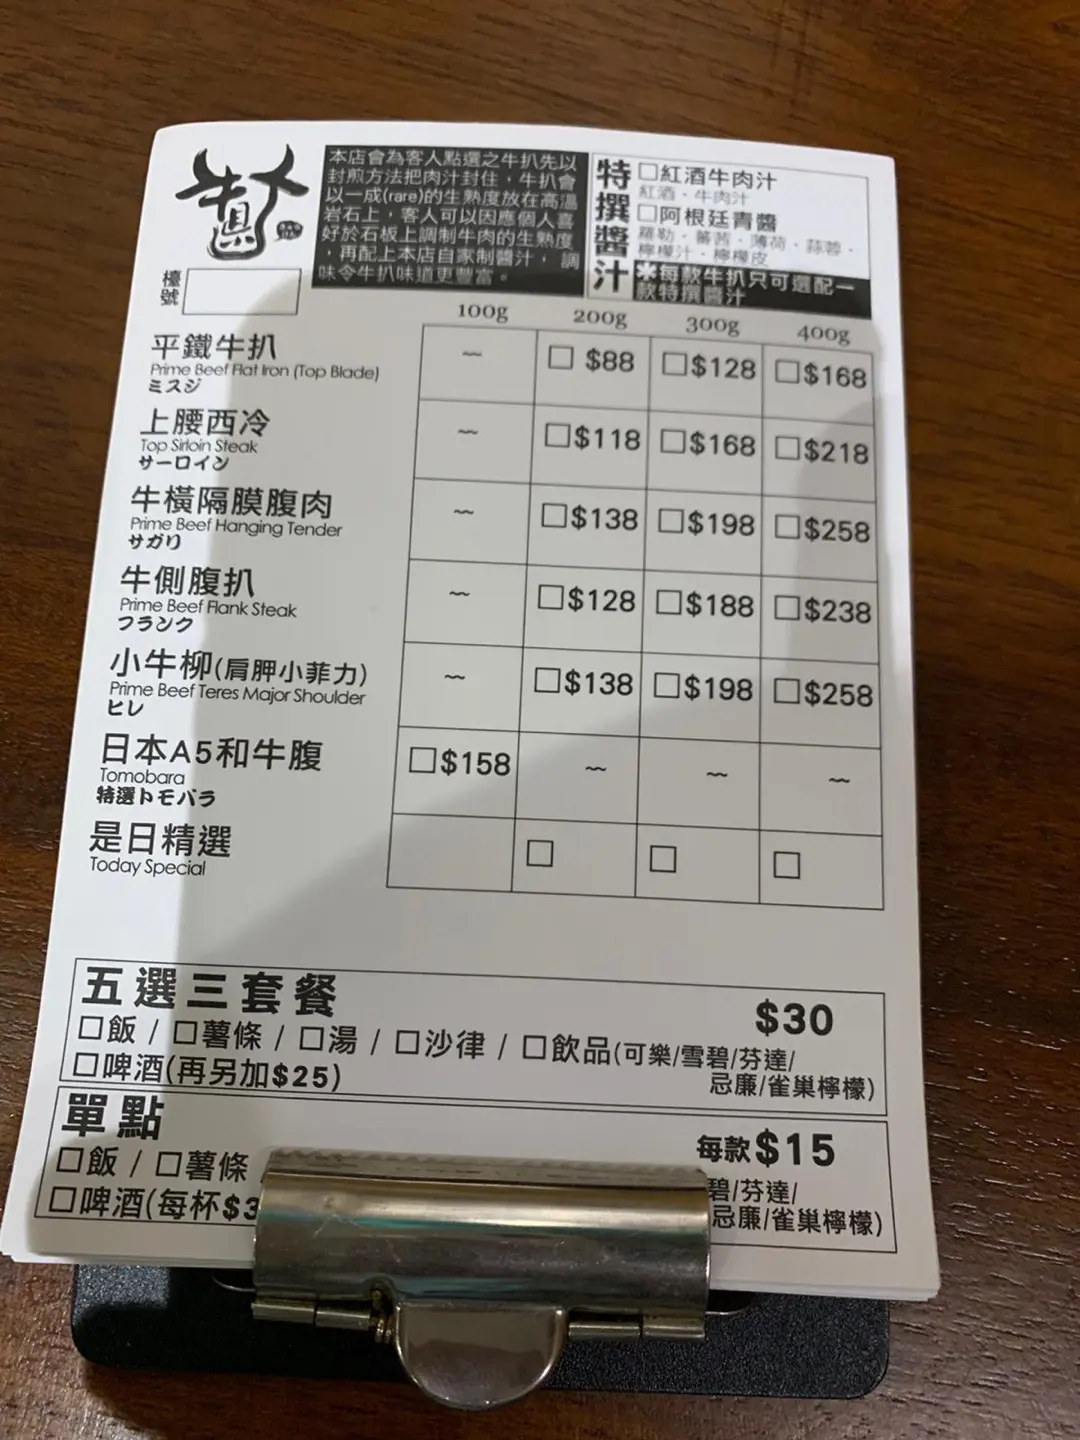 本店會為客人點選之牛扒先以
封煎方法把肉汁封住，牛扒會
以一成(rare)的生熟度放在高溫
岩石上，客人可以因應個人喜
好於石板上調制牛肉的生熟度
，再配上本店自家制醬汁，調
味令牛扒味道更豐富。
特撰醬汁
□紅酒牛肉汁
紅酒、牛肉汁
□阿根廷青醬
羅勒、蕃茜、薄荷、蒜蓉、
檸檬汁、檸檬皮
*每款牛扒只可選配一
款特撰醬汁
檯號
100g 200g 300g 400g
平鐵牛扒 ~ □ $88 □$128 □$168
Prime Beef Flat Iron (Top Blade)
ミスジ
上腰西冷 ~ □$118 □$168 □$218
Top Sirloin Steak
サーロイン
牛橫隔膜腹肉 ~ □$138 □$198 □$258
Prime Beef Hanging Tender
サガリ
牛側腹扒 ~ □$128 □$188 □$238
Prime Beef Flank Steak
フランク
小牛柳(肩胛小菲力) ~ □$138 □$198 □$258
Prime Beef Teres Major Shoulder
ヒレ
日本A5和牛腹 □$158 ~ ~ ~
Tomobara
特選トモバラ
是日精選 □ □ □
Today Special
五選三套餐 $30
□飯 / □薯條 / □湯 / □沙律 / □飲品(可樂/雪碧/芬達/
忌廉/雀巢檸檬)
□啤酒(再另加$25)
單點 每款$15
□飯 / □薯條
碧/芬達/
忌廉/雀巢檸檬)
□啤酒(每杯$3